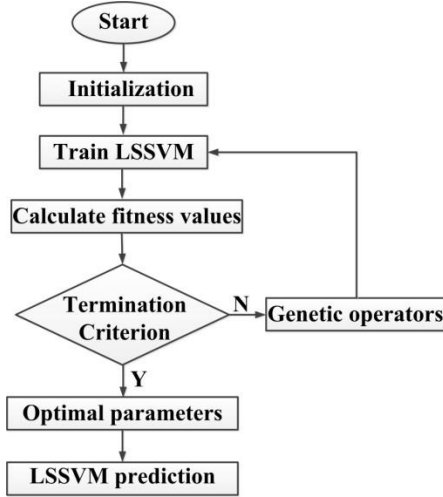 Start
Initialization
Train LSSVM
Calculate fitness values
Termination
Criterion
N
Genetic operators
Y
Optimal parameters
LSSVM prediction